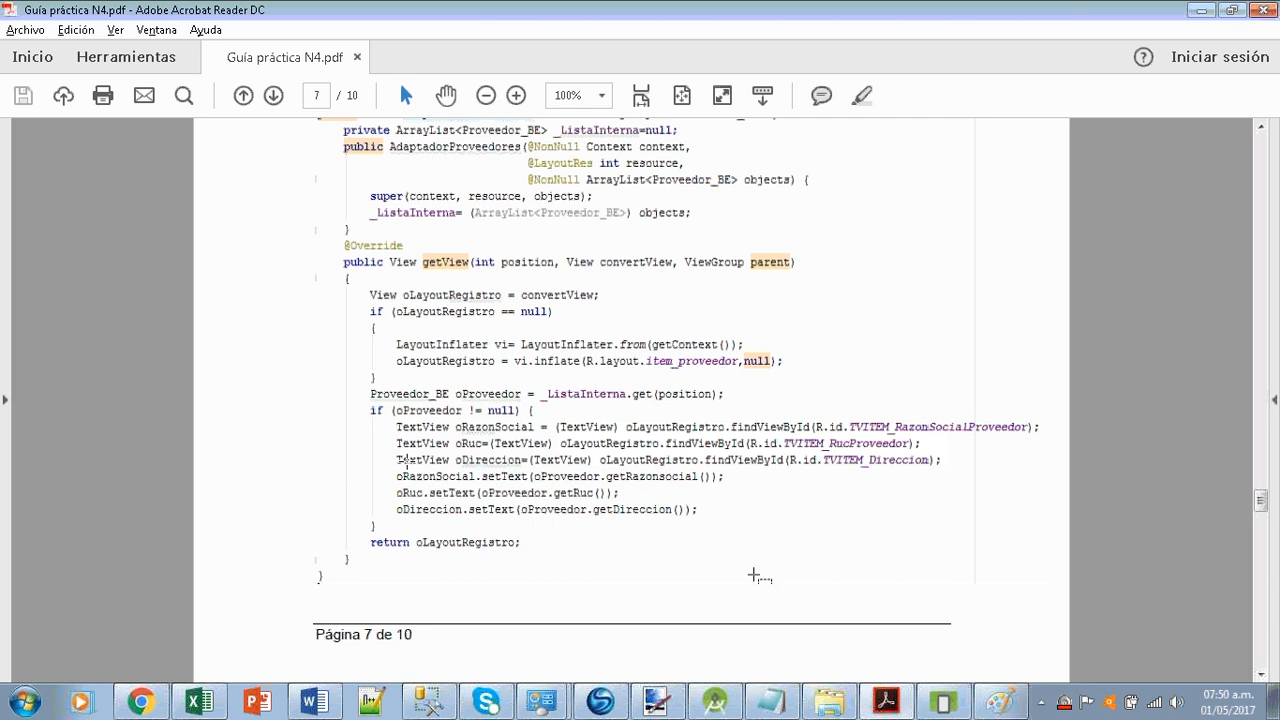 Guía práctica N4.pdf - Adobe Acrobat Reader DC
Archivo Edición Ver Ventana Ayuda
Inicio Herramientas Guía práctica N4.pdf × ? Iniciar sesión
7 / 10 100%
private ArrayList<Proveedor_BE> _ListaInterna=null;
public AdaptadorProveedores(@NonNull Context context,
@LayoutRes int resource,
@NonNull ArrayList<Proveedor_BE> objects) {
super(context, resource, objects);
_ListaInterna= (ArrayList<Proveedor_BE>) objects;
}
@Override
public View getView(int position, View convertView, ViewGroup parent)
{
View oLayoutRegistro = convertView;
if (oLayoutRegistro == null)
{
LayoutInflater vi= LayoutInflater.from(getContext());
oLayoutRegistro = vi.inflate(R.layout.item_proveedor,null);
}
Proveedor_BE oProveedor = _ListaInterna.get(position);
if (oProveedor != null) {
TextView oRazonSocial = (TextView) oLayoutRegistro.findViewById(R.id.TVITEM_RazonSocialProveedor);
TextView oRuc=(TextView) oLayoutRegistro.findViewById(R.id.TVITEM_RucProveedor);
TextView oDireccion=(TextView) oLayoutRegistro.findViewById(R.id.TVITEM_Direccion);
oRazonSocial.setText(oProveedor.getRazonsocial());
oRuc.setText(oProveedor.getRuc());
oDireccion.setText(oProveedor.getDireccion());
}
return oLayoutRegistro;
}
}
Página 7 de 10
07:50 a.m.
01/05/2017